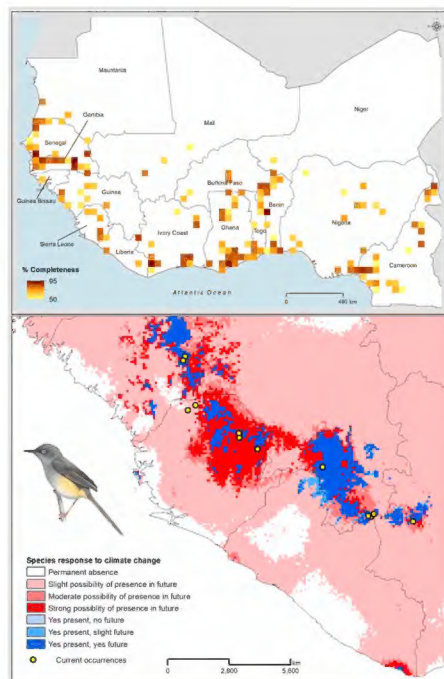 Mauritania
Mali
Niger
Gambia
Senegal
Guinea Bissau
Guinea
Burkina Faso
Benin
Sierra Leone
Ivory Coast
Ghana
Togo
Nigeria
Liberia
Cameroon
% Completeness
95
50
Atlantic Ocean
0 490 km
Species response to climate change
Permanent absence
Slight possibility of presence in future
Moderate possibility of presence in future
Strong possiblity of presence in future
Yes present, no future
Yes present, slight future
Yes present, yes future
Current occurrences
0 2,800 5,600
km